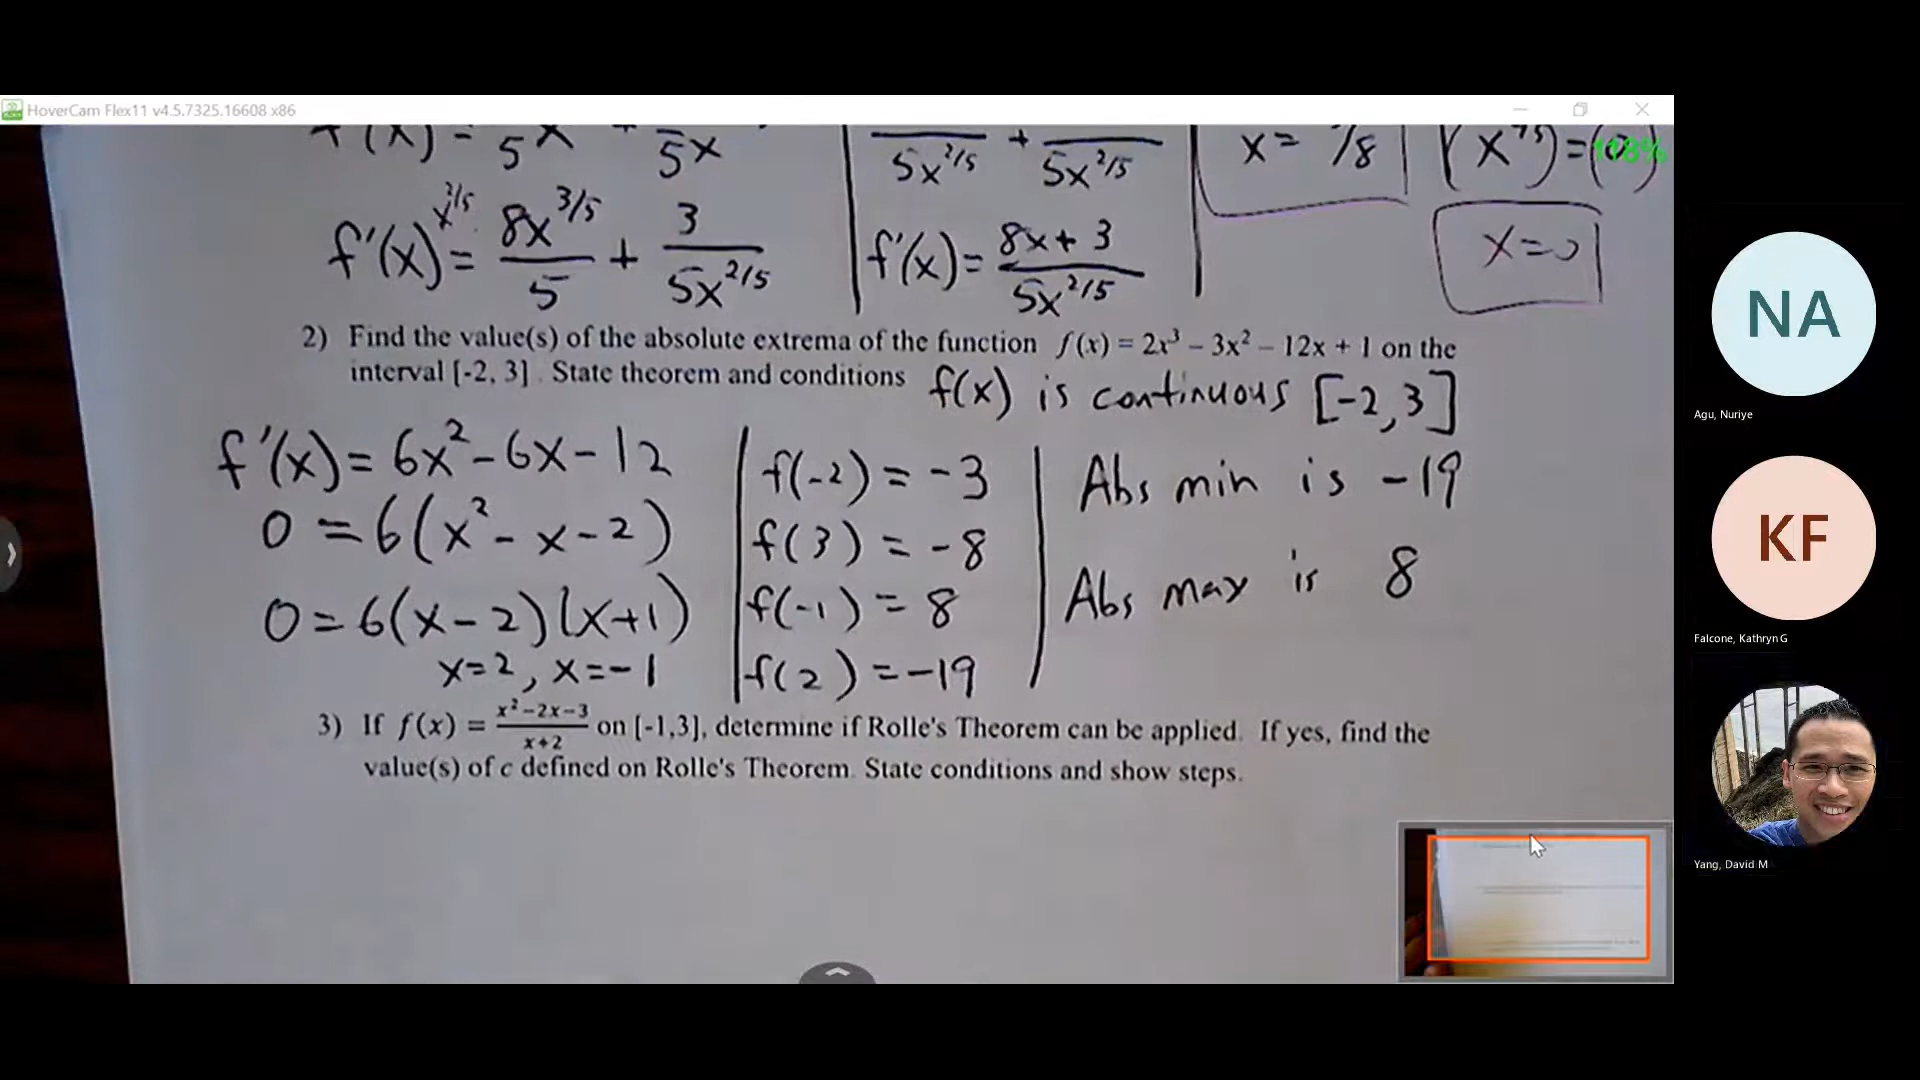 HoverCam Flex11 v4.5.7325.16608 x86
5x^{2/5} + 5x^{2/5}
118%
f'(x) = 8x^{3/5}/5 + 3/5x^{2/5}
f'(x) = 8x + 3/5x^{2/5}
x = 0
2) Find the value(s) of the absolute extrema of the function f(x) = 2x³ – 3x² – 12x + 1 on the
interval [-2, 3] . State theorem and conditions
f(x) is continuous [-2,3]
f'(x) = 6x² - 6x - 12
0 = 6(x² - x - 2)
0 = 6(x - 2)(x + 1)
x = 2, x = -1
f(-2) = -3
f(3) = -8
f(-1) = 8
f(2) = -19
Abs min is -19
Abs max is 8
3) If f(x) = x²−2x−3/x+2 on [-1,3], determine if Rolle's Theorem can be applied. If yes, find the
value(s) of c defined on Rolle's Theorem. State conditions and show steps.
NA
Agu, Nuriye
KF
Falcone, Kathryn G
Yang, David M